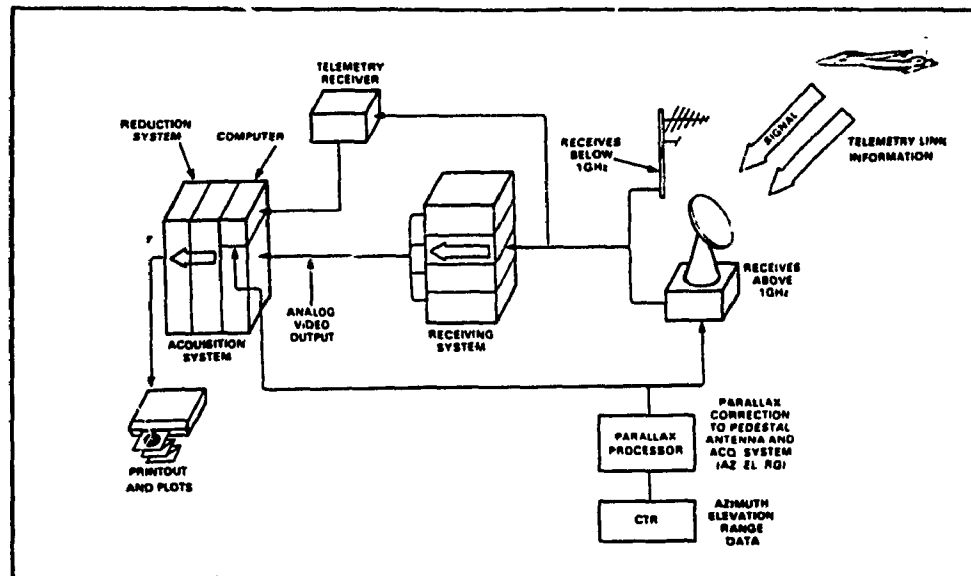 TELEMETRY
RECEIVER
REDUCTION
SYSTEM
COMPUTER
RECEIVES
BELOW
1GHz
SIGNAL
TELEMETRY LINK
INFORMATION
RECEIVES
ABOVE
1GHz
ANALOG
VIDEO
OUTPUT
RECEIVING
SYSTEM
ACQUISITION
SYSTEM
PRINTOUT
AND PLOTS
PARALLAX
PROCESSOR
PARALLAX
CORRECTION
TO PEDESTAL
ANTENNA AND
ACQ SYSTEM
(AZ EL RG)
CTR
AZIMUTH
ELEVATION
RANGE
DATA